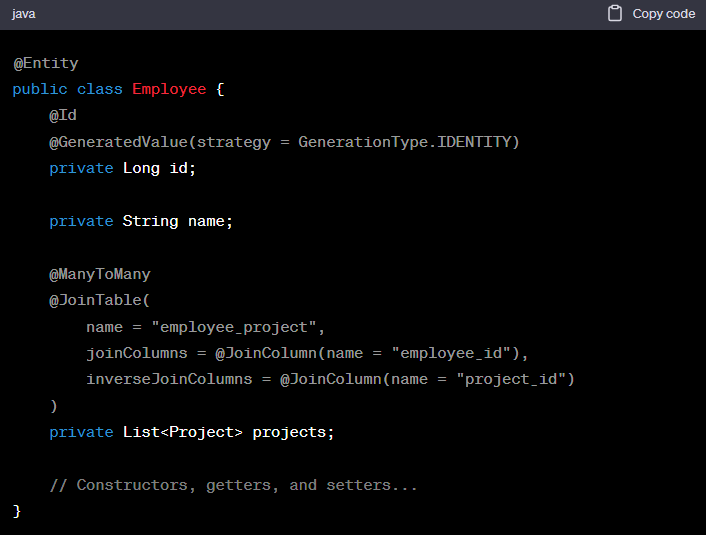 java
Copy code
@Entity
public class Employee {
@Id
@GeneratedValue(strategy = GenerationType.IDENTITY)
private Long id;
private String name;
@ManyToMany
@JoinTable(
name = "employee_project",
joinColumns = @JoinColumn(name = "employee_id"),
inverseJoinColumns = @JoinColumn(name = "project_id")
)
private List<Project> projects;
// Constructors, getters, and setters...
}